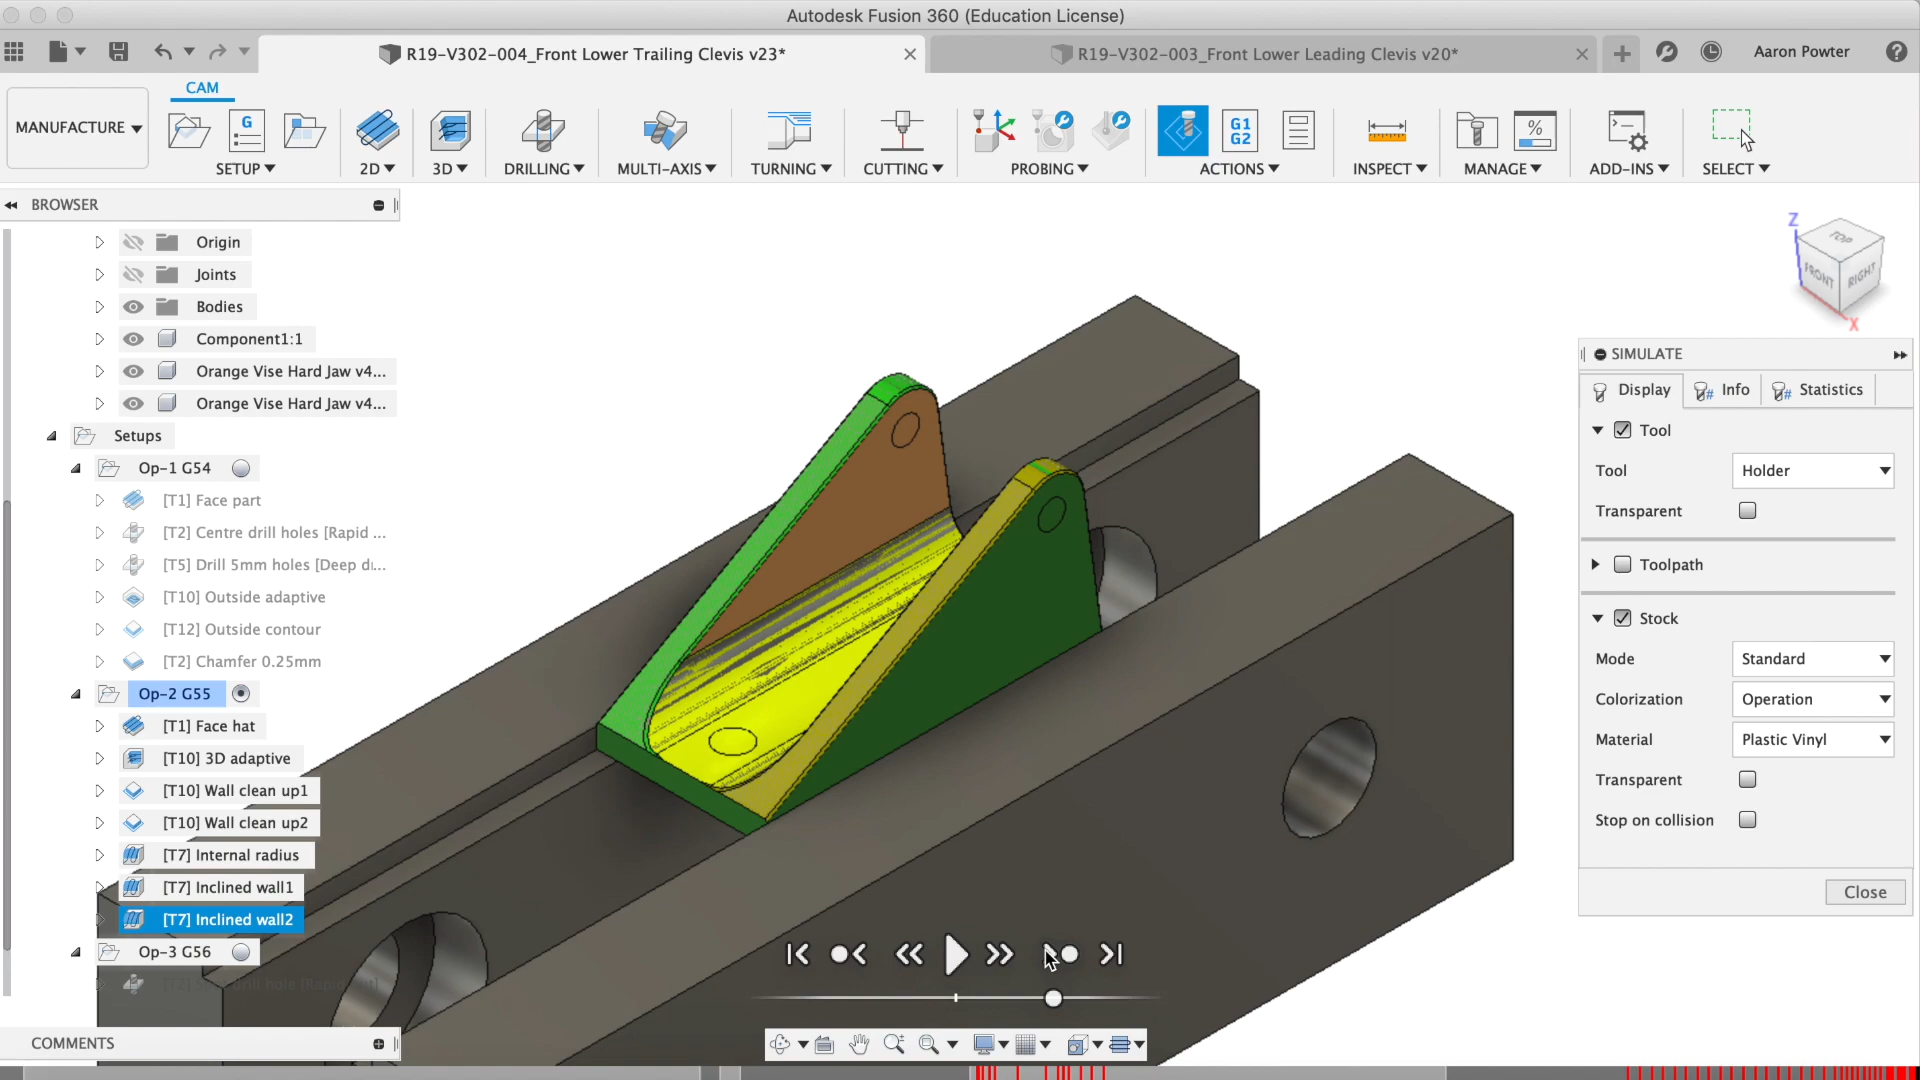 Autodesk Fusion 360 (Education License)
R19-V302-004_Front Lower Trailing Clevis v23*
R19-V302-003_Front Lower Leading Clevis v20*
Aaron Powter
CAM
MANUFACTURE
SETUP
2D
3D
DRILLING
MULTI-AXIS
TURNING
CUTTING
PROBING
ACTIONS
INSPECT
MANAGE
ADD-INS
SELECT
G
G1
G2
%
BROWSER
Origin
Joints
Bodies
Component1:1
Orange Vise Hard Jaw v4...
Orange Vise Hard Jaw v4...
Setups
Op-1 G54
[T1] Face part
[T2] Centre drill holes [Rapid ...
[T5] Drill 5mm holes [Deep d...
[T10] Outside adaptive
[T12] Outside contour
[T2] Chamfer 0.25mm
Op-2 G55
[T1] Face hat
[T10] 3D adaptive
[T10] Wall clean up1
[T10] Wall clean up2
[T7] Internal radius
[T7] Inclined wall1
[T7] Inclined wall2
Op-3 G56
COMMENTS
Z
TOP
FRONT
RIGHT
X
SIMULATE
Display
Info
Statistics
Tool
Tool
Holder
Transparent
Toolpath
Stock
Mode
Standard
Colorization
Operation
Material
Plastic Vinyl
Transparent
Stop on collision
Close